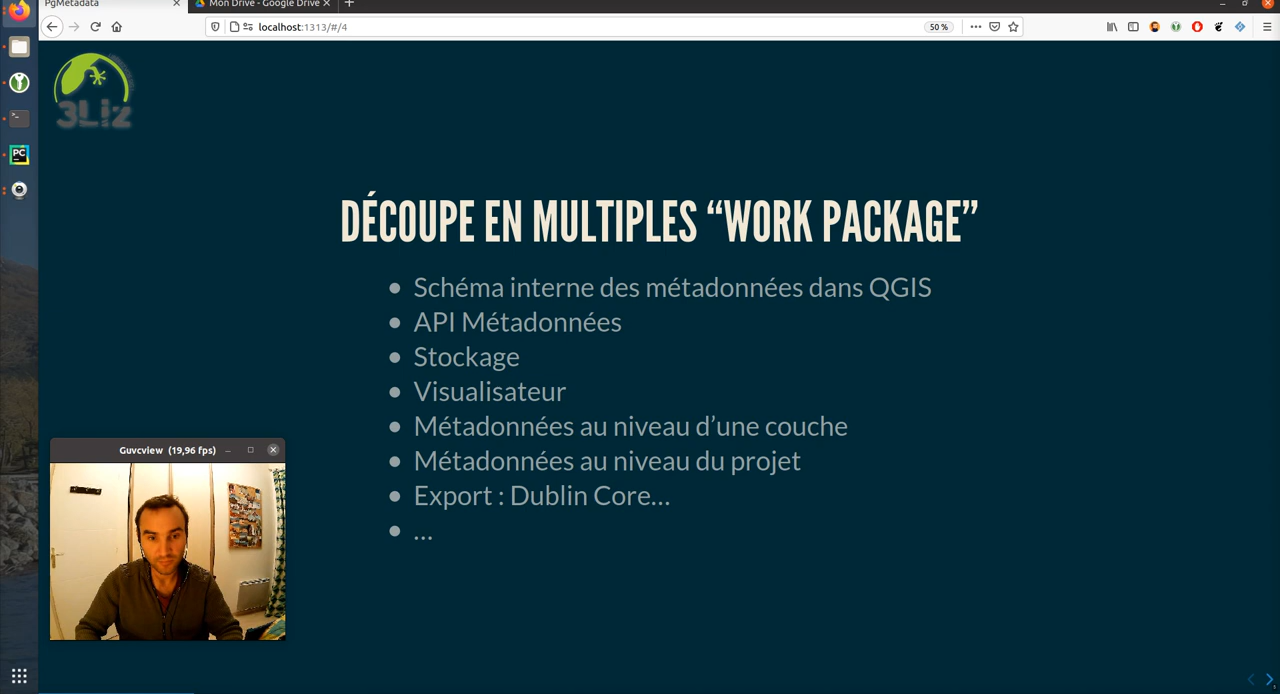 PgMetadata
Mon Drive - Google Drive
localhost:1313/#/4
50 %
3Liz
DÉCOUPE EN MULTIPLES “WORK PACKAGE”
Schéma interne des métadonnées dans QGIS
API Métadonnées
Stockage
Visualisateur
Métadonnées au niveau d’une couche
Métadonnées au niveau du projet
Export : Dublin Core…
…
Guvcview (19,96 fps)
PC